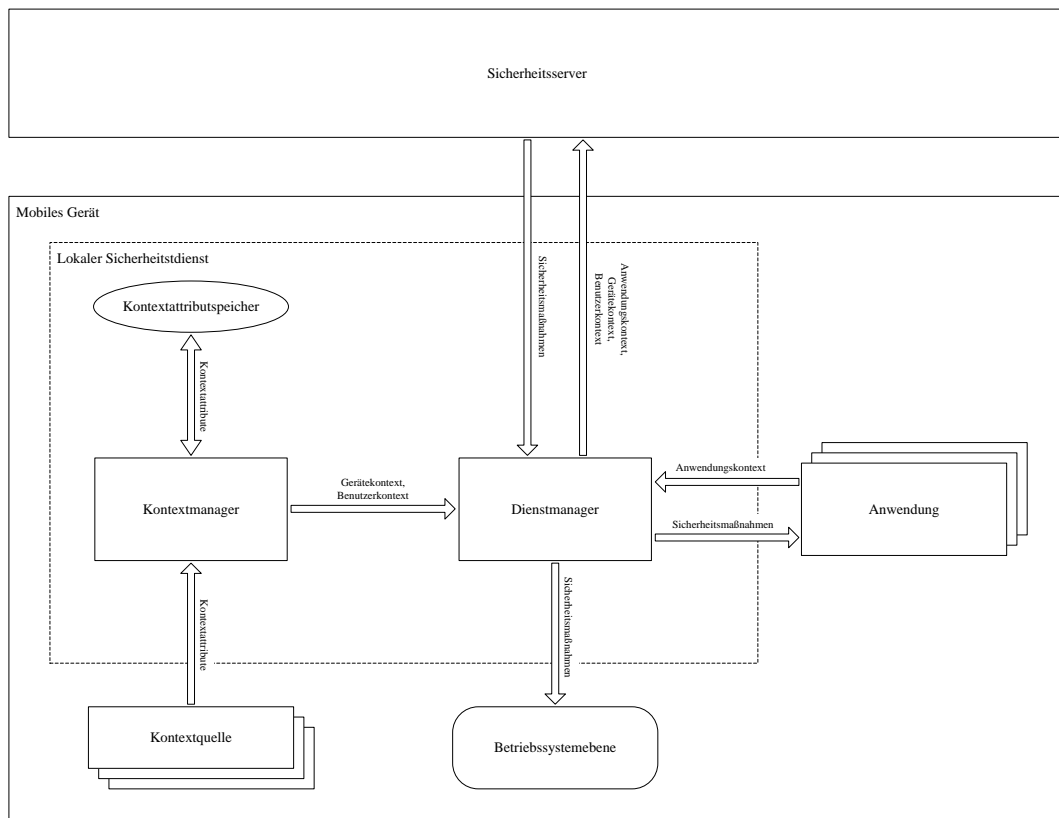 Sicherheitsserver
Mobiles Gerät
Lokaler Sicherheitstdienst
Kontextattributspeicher
Kontextattribute
Sicherheitsmaßnahmen
Anwendungskontext,
Gerätekontext,
Benutzerkontext
Kontextmanager
Gerätekontext,
Benutzerkontext
Dienstmanager
Anwendungskontext
Sicherheitsmaßnahmen
Anwendung
Kontextattribute
Sicherheitsmaßnahmen
Kontextquelle
Betriebssystemebene